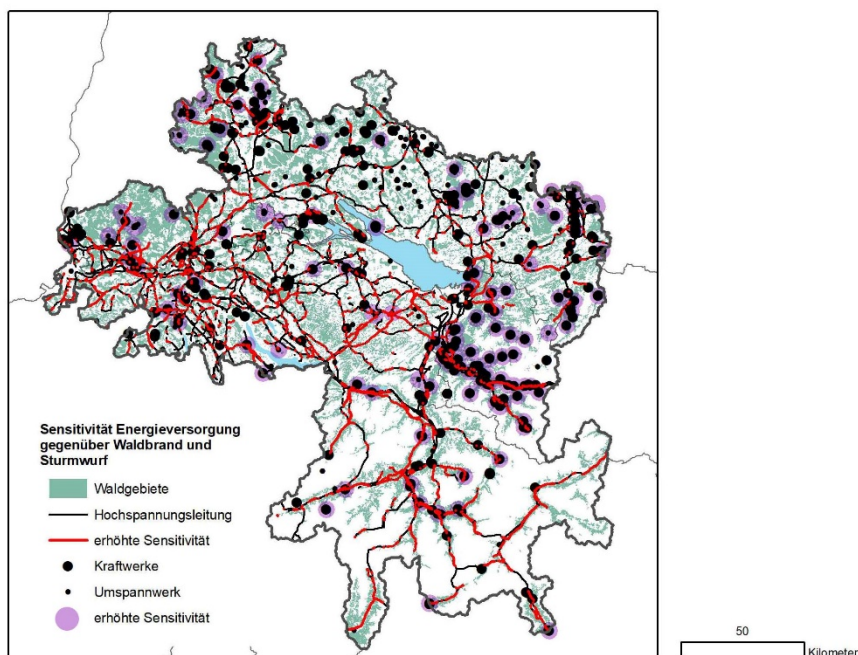 Sensitivität Energieversorgung
gegenüber Waldbrand und
Sturmwurf
Waldgebiete
Hochspannungsleitung
erhöhte Sensitivität
Kraftwerke
Umspannwerk
erhöhte Sensitivität
50
Kilometer